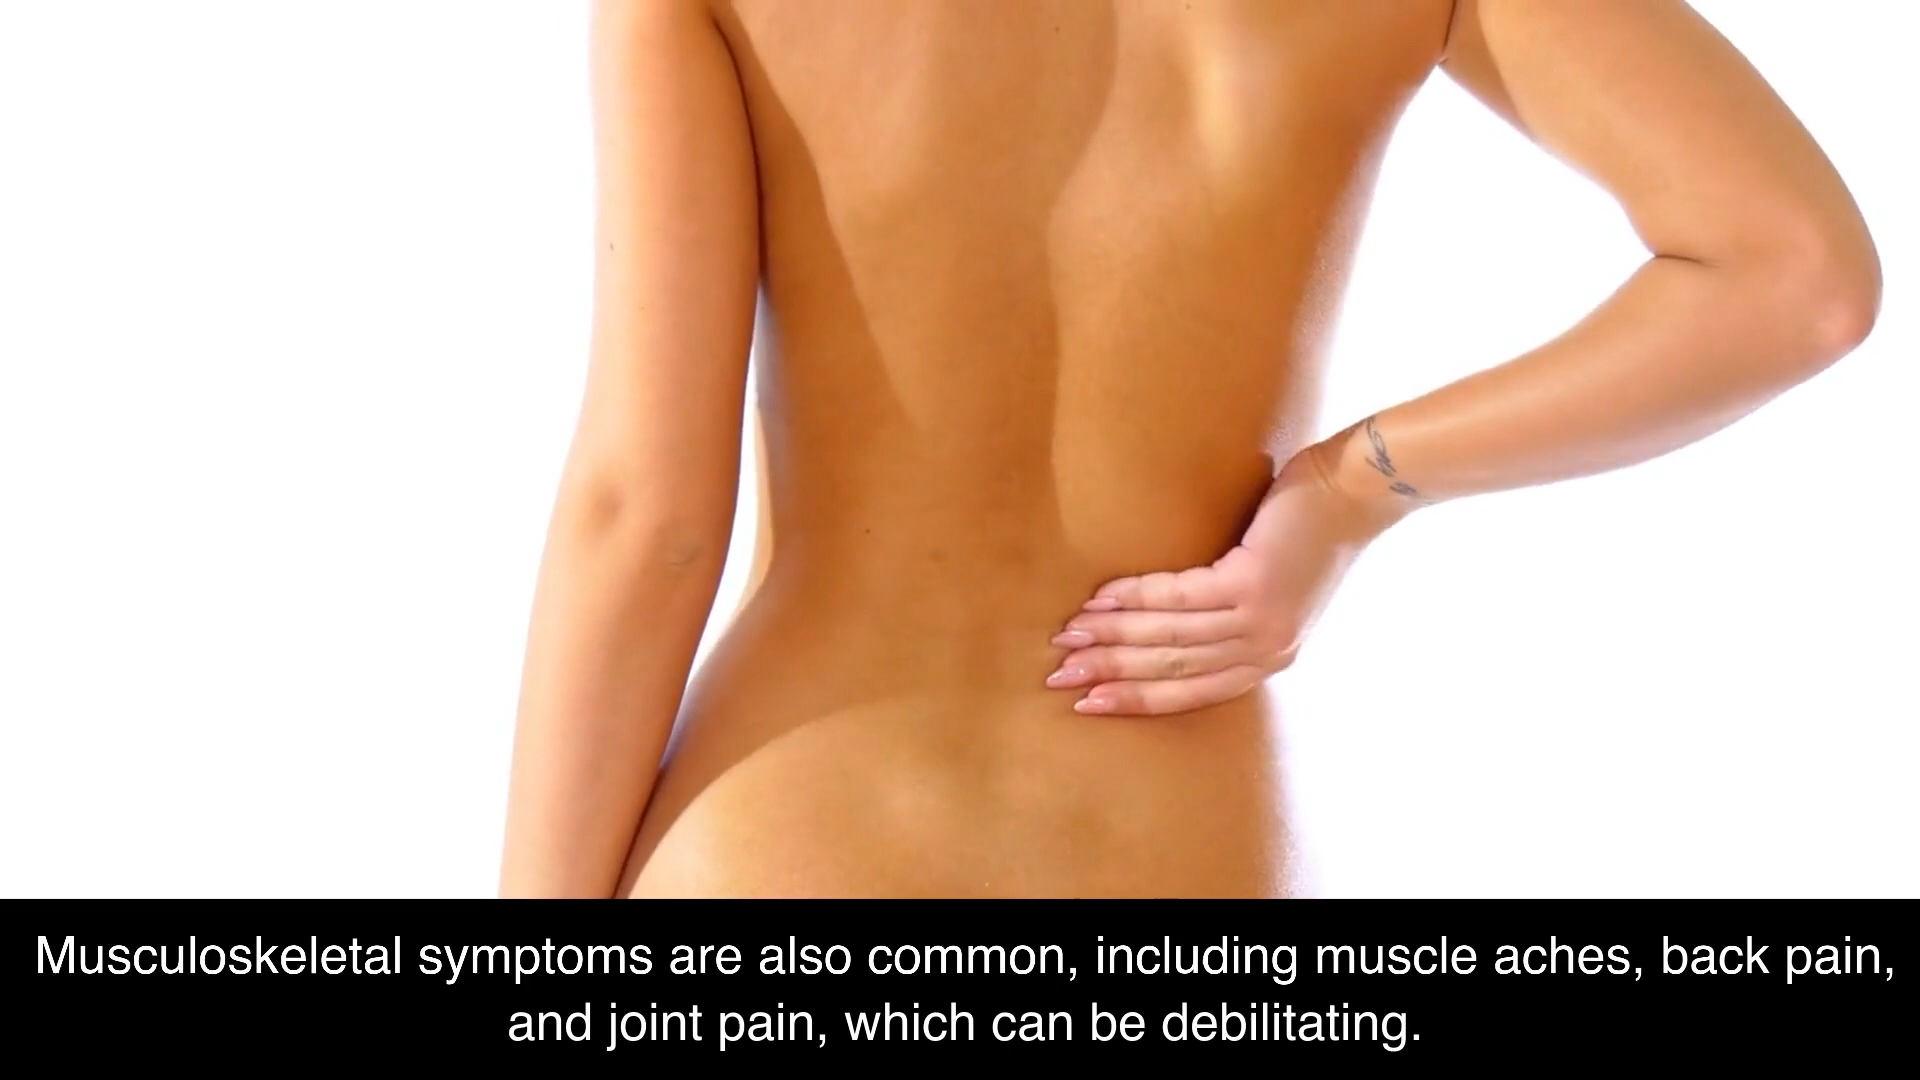 Musculoskeletal symptoms are also common, including muscle aches, back pain,
and joint pain, which can be debilitating.